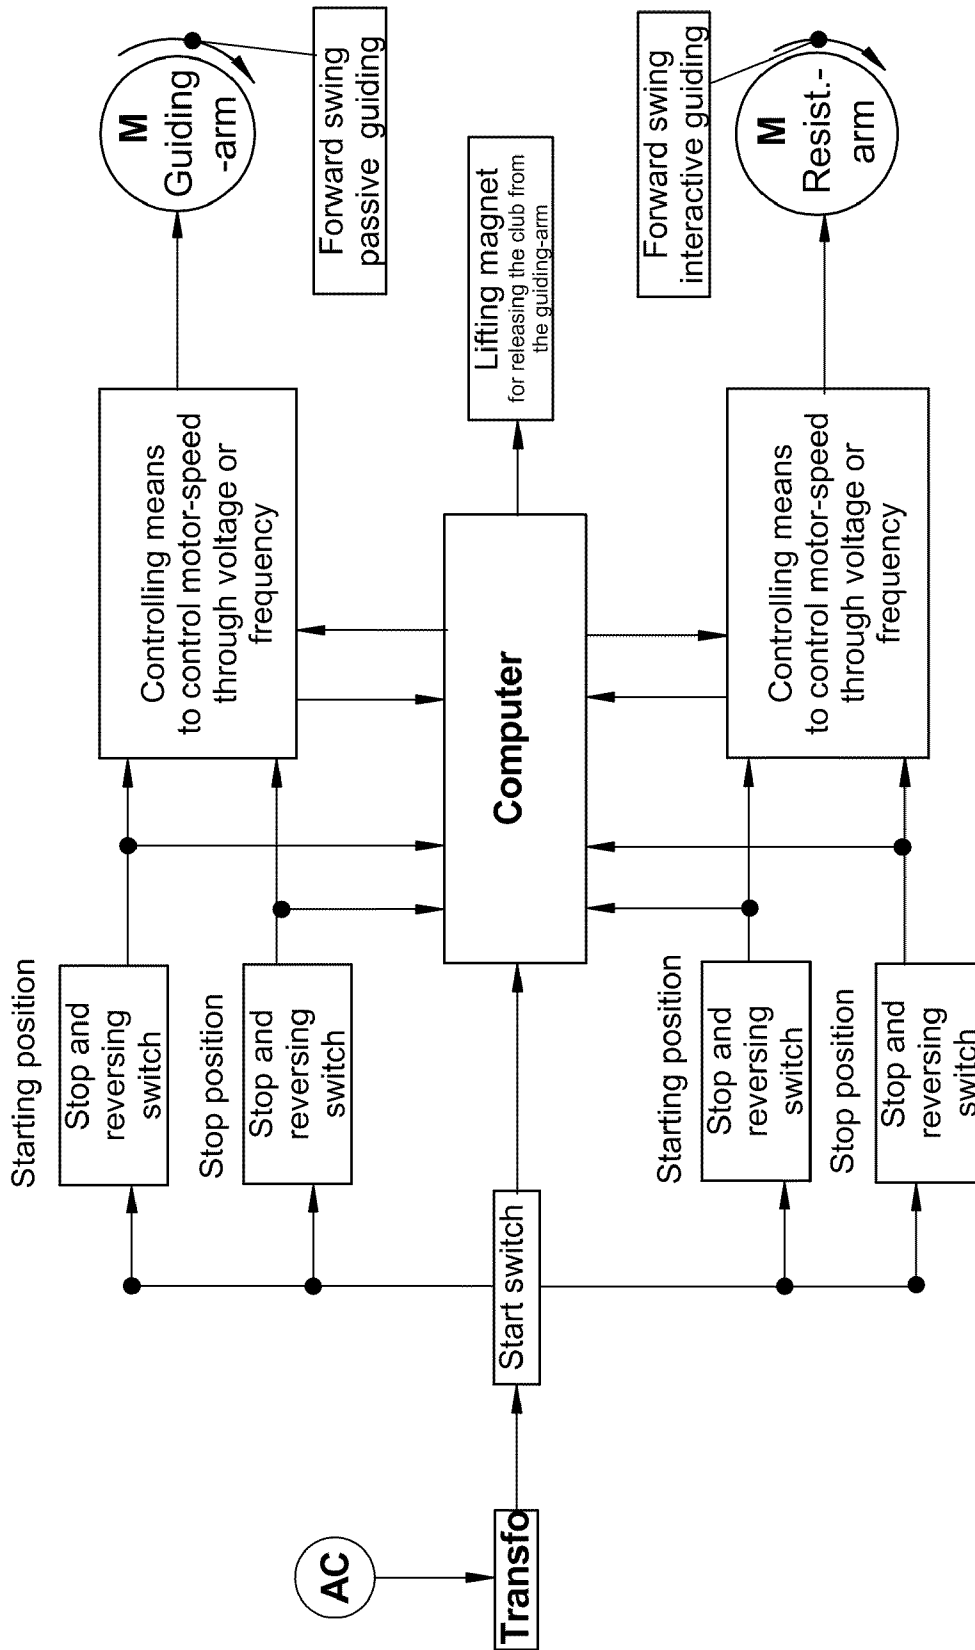 AC
Transfo
Start switch
Starting position
Stop and
reversing
switch
Stop position
Stop and
reversing
switch
Controlling means
to control motor-speed
through voltage or
frequency
M
Guiding
-arm
Forward swing
passive guiding
Computer
Lifting magnet
for releasing the club from
the guiding-arm
Starting position
Stop and
reversing
switch
Stop position
Stop and
reversing
switch
Controlling means
to control motor-speed
through voltage or
frequency
Forward swing
interactive guiding
M
Resist.-
arm